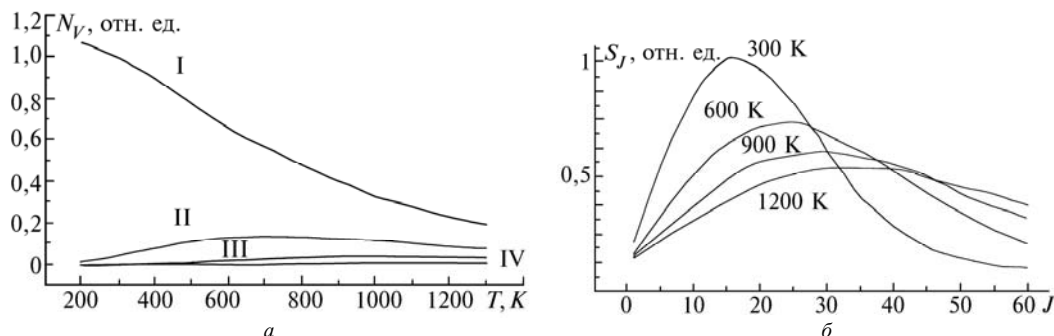 1,2
N_V, отн. ед.
1,0
0,8
0,6
0,4
0,2
0
I
II
III
IV
200 400 600 800 1000 1200 T, К
а
S_J, отн. ед.
1
0,5
300 К
600 К
900 К
1200 К
0 10 20 30 40 50 60 J
б